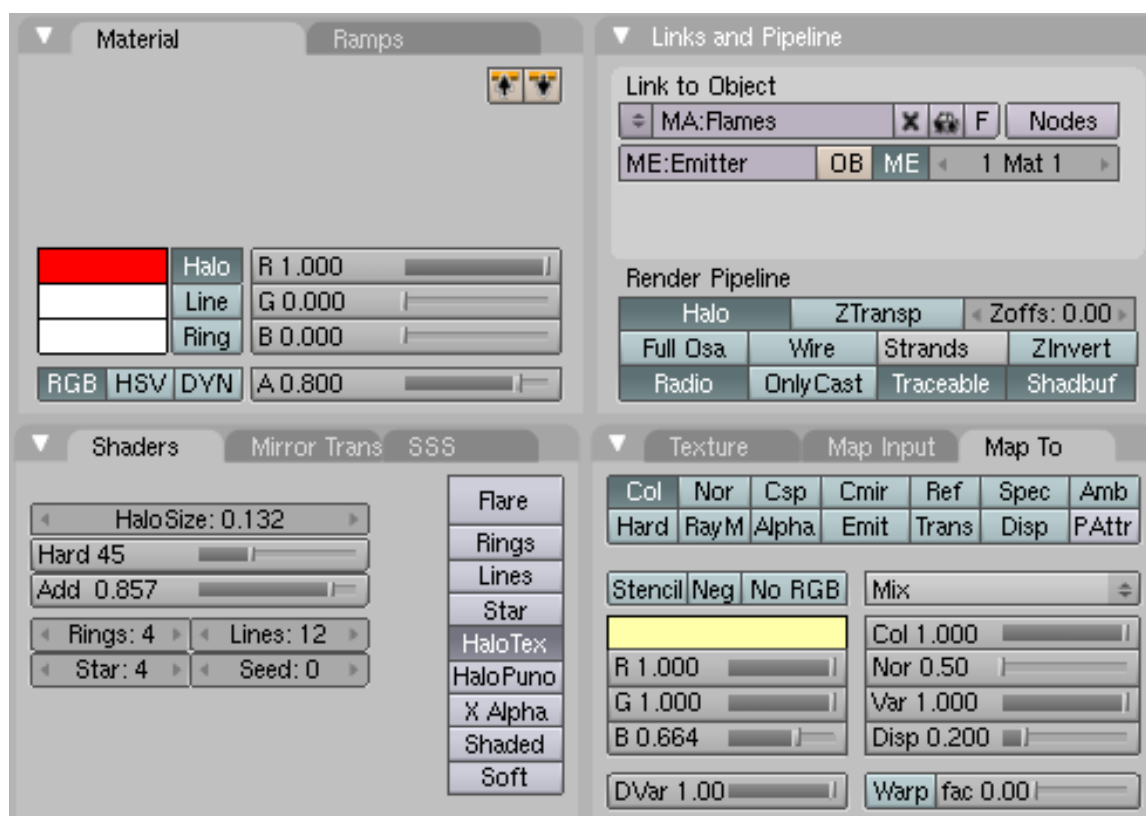 Material Ramps
Halo R 1.000
Line G 0.000
Ring B 0.000
RGB HSV DYN A 0.800
Links and Pipeline
Link to Object
MA:Flames F Nodes
ME:Emitter OB ME 1 Mat 1
Render Pipeline
Halo ZTransp Zoffs: 0.00
Full Osa Wire Strands ZInvert
Radio OnlyCast Traceable Shadbuf
Shaders Mirror Trans SSS
HaloSize: 0.132
Hard 45
Add 0.857
Rings: 4 Lines: 12
Star: 4 Seed: 0
Flare
Rings
Lines
Star
HaloTex
HaloPuno
X Alpha
Shaded
Soft
Texture Map Input Map To
Col Nor Csp Cmir Ref Spec Amb
Hard RayM Alpha Emit Trans Disp PAttr
Stencil Neg No RGB Mix
Col 1.000
R 1.000 Nor 0.50
G 1.000 Var 1.000
B 0.664 Disp 0.200
DVar 1.00 Warp fac 0.00